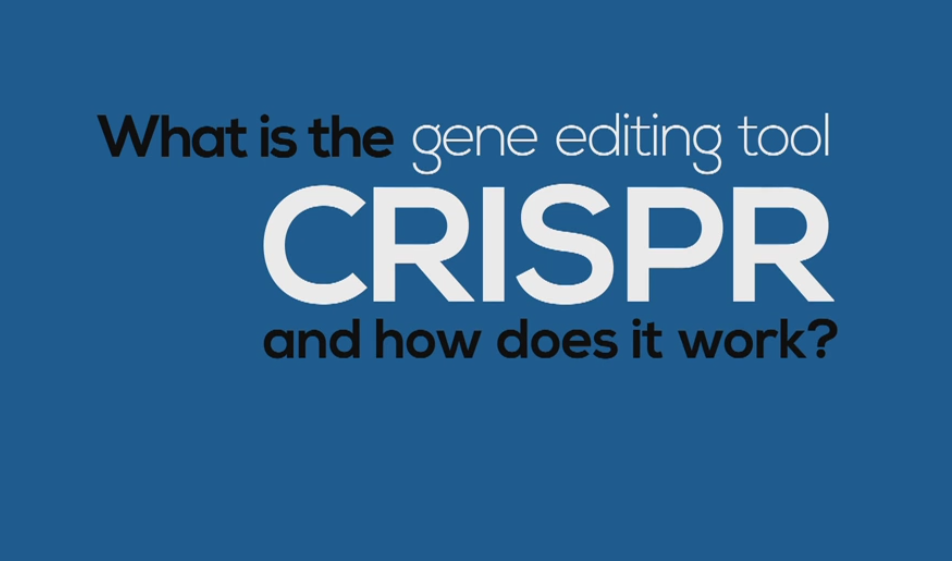 What is the gene editing tool
CRISPR
and how does it work?